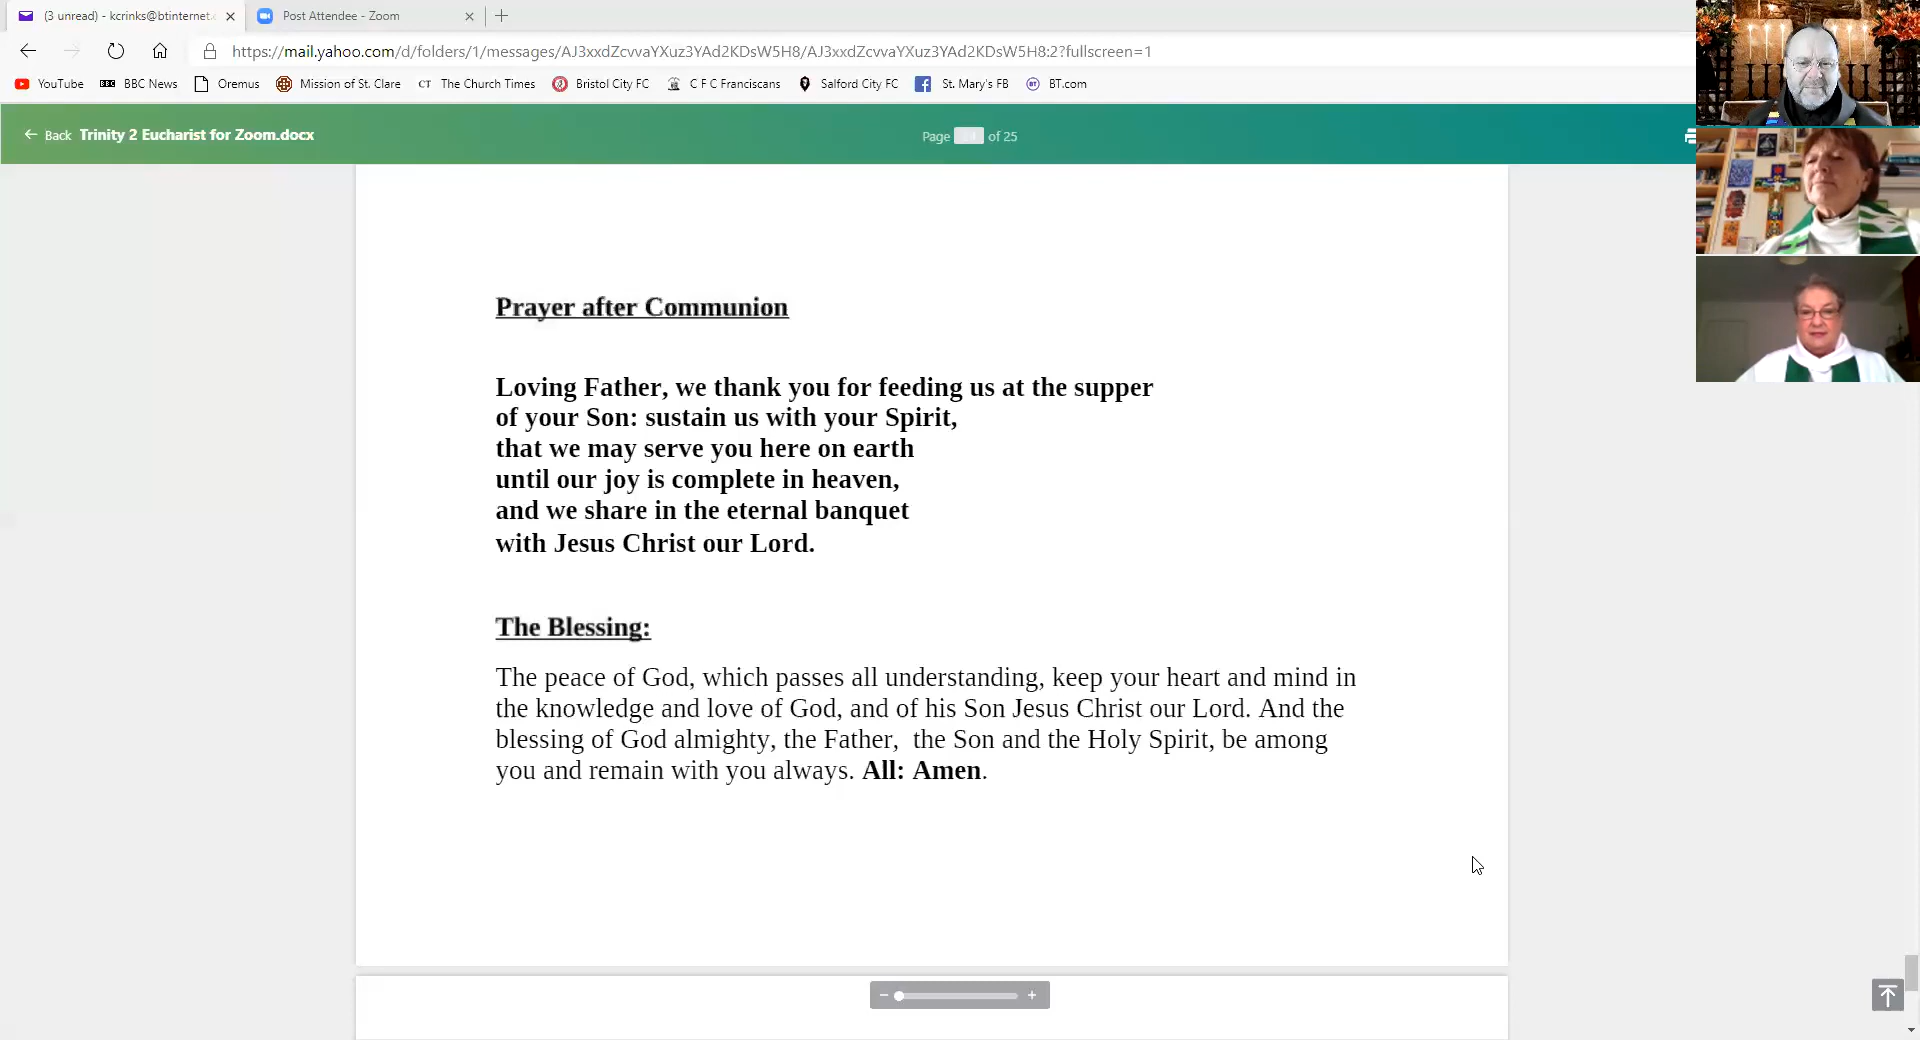 (3 unread) - kcrinks@btinternet.c
Post Attendee - Zoom
https://mail.yahoo.com/d/folders/1/messages/AJ3xxdZcvvaYXuz3YAd2KDsW5H8/AJ3xxdZcvvaYXuz3YAd2KDsW5H8:2?fullscreen=1
YouTube BBC News Oremus Mission of St. Clare CT The Church Times Bristol City FC C F C Franciscans Salford City FC St. Mary's FB BT.com
Back Trinity 2 Eucharist for Zoom.docx Page of 25
Prayer after Communion
Loving Father, we thank you for feeding us at the supper
of your Son: sustain us with your Spirit,
that we may serve you here on earth
until our joy is complete in heaven,
and we share in the eternal banquet
with Jesus Christ our Lord.
The Blessing:
The peace of God, which passes all understanding, keep your heart and mind in
the knowledge and love of God, and of his Son Jesus Christ our Lord. And the
blessing of God almighty, the Father,  the Son and the Holy Spirit, be among
you and remain with you always. All: Amen.